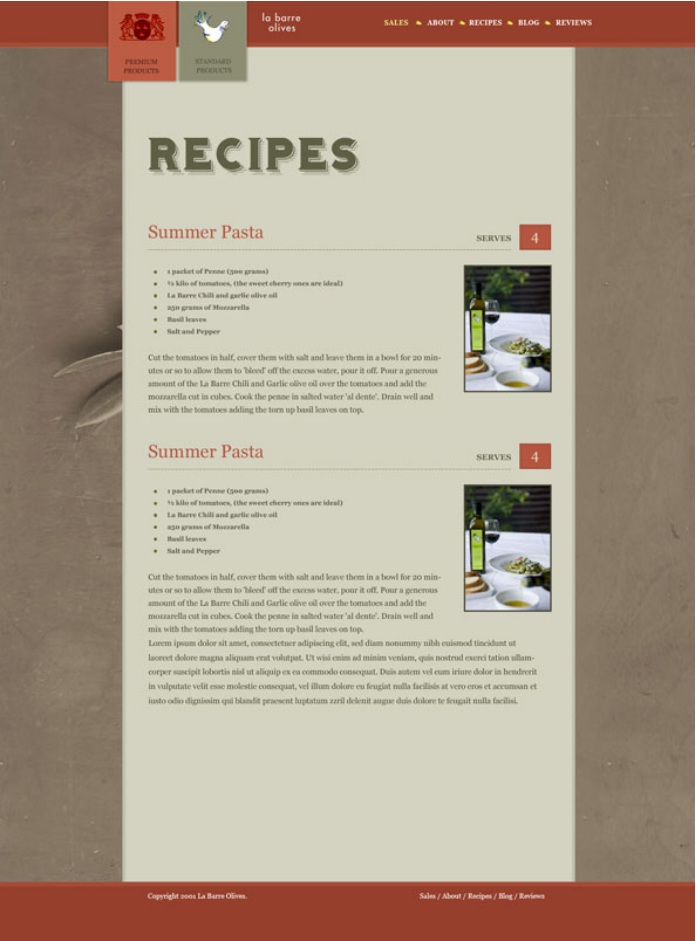 la barre
olives
SALES ABOUT RECIPES BLOG REVIEWS
PREMIUM
PRODUCTS
STANDARD
PRODUCTS
RECIPES
Summer Pasta
SERVES 4
1 packet of Penne (500 grams)
½ kilo of tomatoes, (the sweet cherry ones are ideal)
La Barre Chili and garlic olive oil
250 grams of Mozzarella
Basil leaves
Salt and Pepper
Cut the tomatoes in half, cover them with salt and leave them in a bowl for 20 min-
utes or so to allow them to 'bleed' off the excess water, pour it off. Pour a generous
amount of the La Barre Chili and Garlic olive oil over the tomatoes and add the
mozzarella cut in cubes. Cook the penne in salted water 'al dente'. Drain well and
mix with the tomatoes adding the torn up basil leaves on top.
Summer Pasta
SERVES 4
1 packet of Penne (500 grams)
½ kilo of tomatoes, (the sweet cherry ones are ideal)
La Barre Chili and garlic olive oil
250 grams of Mozzarella
Basil leaves
Salt and Pepper
Cut the tomatoes in half, cover them with salt and leave them in a bowl for 20 min-
utes or so to allow them to 'bleed' off the excess water, pour it off. Pour a generous
amount of the La Barre Chili and Garlic olive oil over the tomatoes and add the
mozzarella cut in cubes. Cook the penne in salted water 'al dente'. Drain well and
mix with the tomatoes adding the torn up basil leaves on top.
Lorem ipsum dolor sit amet, consectetuer adipiscing elit, sed diam nonummy nibh euismod tincidunt ut
laoreet dolore magna aliquam erat volutpat. Ut wisi enim ad minim veniam, quis nostrud exerci tation ullam-
corper suscipit lobortis nisl ut aliquip ex ea commodo consequat. Duis autem vel eum iriure dolor in hendrerit
in vulputate velit esse molestie consequat, vel illum dolore eu feugiat nulla facilisis at vero eros et accumsan et
iusto odio dignissim qui blandit praesent luptatum zzril delenit augue duis dolore te feugait nulla facilisi.
Copyright 2001 La Barre Olives.
Sales / About / Recipes / Blog / Reviews